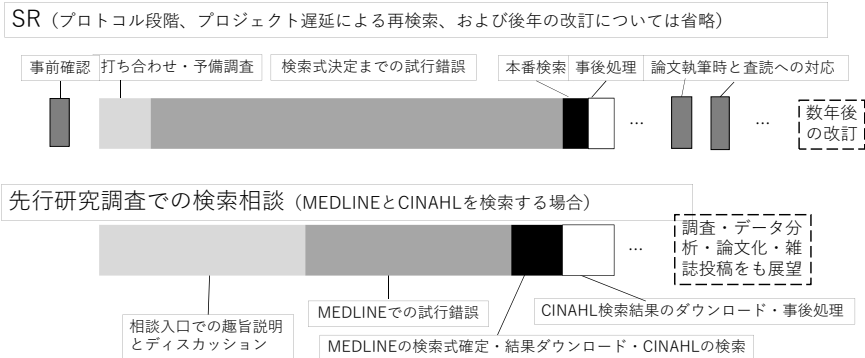 SR（プロトコル段階、プロジェクト遅延による再検索、および後年の改訂については省略）
事前確認
打ち合わせ・予備調査
検索式決定までの試行錯誤
本番検索
事後処理
論文執筆時と査読への対応
…
…
数年後
の改訂
先行研究調査での検索相談（MEDLINEとCINAHLを検索する場合）
…
調査・データ分
析・論文化・雑
誌投稿をも展望
相談入口での趣旨説明
とディスカッション
MEDLINEでの試行錯誤
MEDLINEの検索式確定・結果ダウンロード・CINAHLの検索
CINAHL検索結果のダウンロード・事後処理